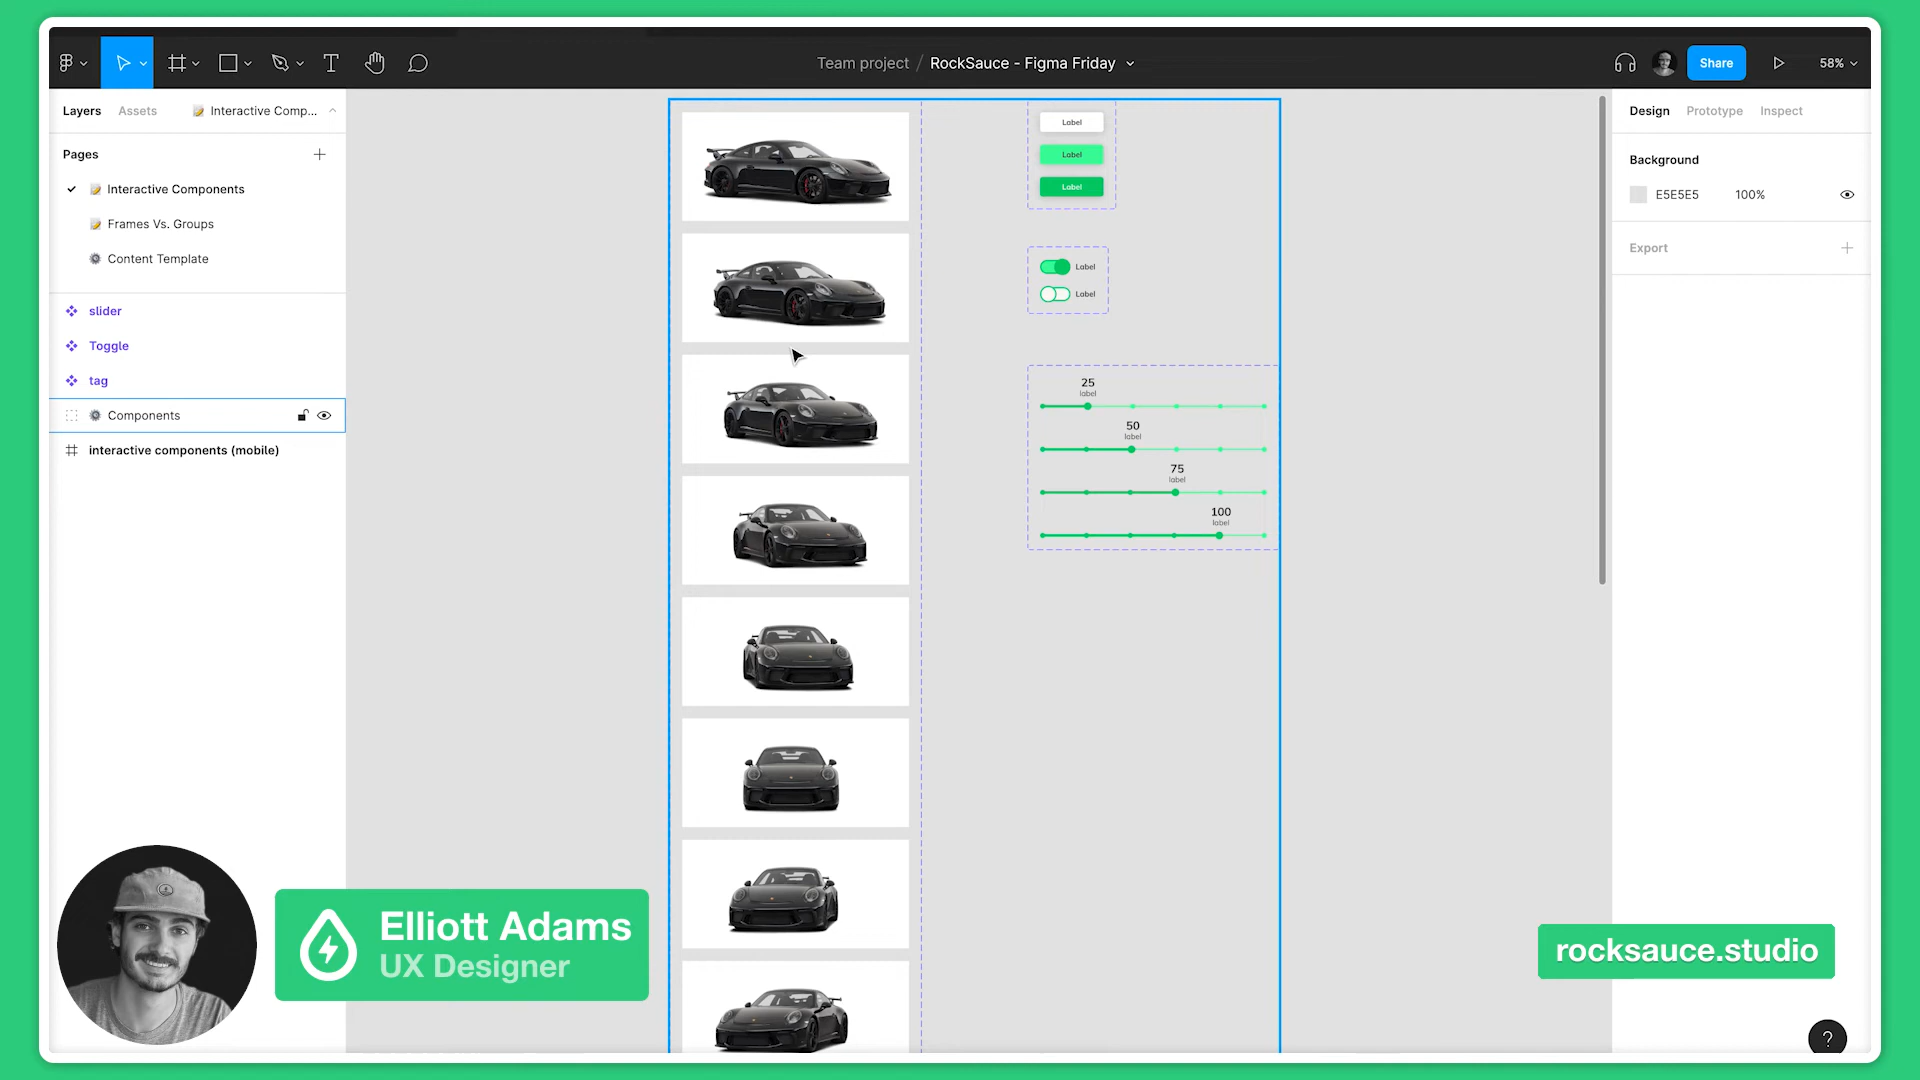 Team project / RockSauce - Figma Friday
Share
58%
Layers
Assets
Interactive Comp...
Pages
Interactive Components
Frames Vs. Groups
Content Template
slider
Toggle
tag
Components
interactive components (mobile)
Label
Label
Label
Label
Label
25
label
50
label
75
label
100
label
Design
Prototype
Inspect
Background
E5E5E5
100%
Export
Elliott Adams
UX Designer
rocksauce.studio
?